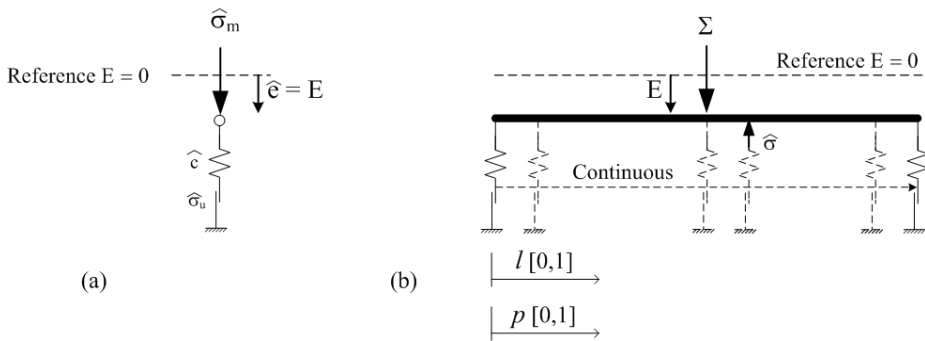 σ̂ₘ
Reference E = 0
ê = E
ĉ
σ̂ᵤ
(a)
Σ
Reference E = 0
E
σ̂
Continuous
l [0,1]
(b)
p [0,1]